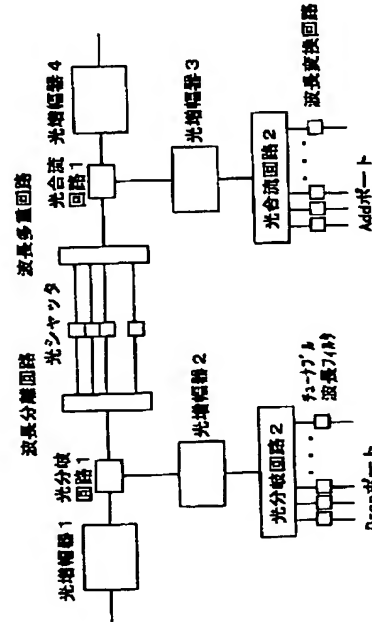 光増幅器1
光分岐
回路1
波長分離回路
光シャッタ
波長多重回路
光合流
回路1
光増幅器4
光増幅器2
光増幅器3
光分岐回路2
チューナブル
波長フィルタ
Dropポート
光合流回路2
波長変換回路
Addポート